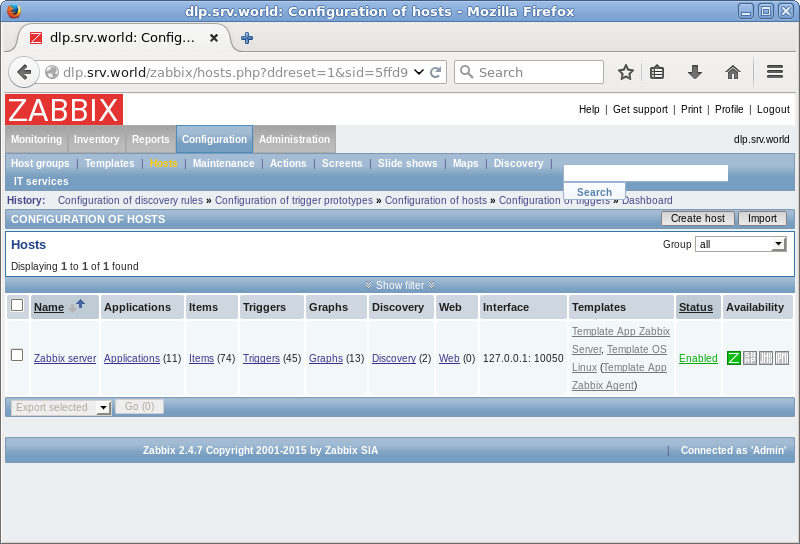 dlp.srv.world: Configuration of hosts - Mozilla Firefox
dlp.srv.world: Config...
dlp.srv.world/zabbix/hosts.php?ddreset=1&sid=5ffd9
Search
ZABBIX
Help | Get support | Print | Profile | Logout
Monitoring Inventory Reports Configuration Administration
dlp.srv.world
Host groups | Templates | Hosts | Maintenance | Actions | Screens | Slide shows | Maps | Discovery |
IT services
Search
History: Configuration of discovery rules » Configuration of trigger prototypes » Configuration of hosts » Configuration of triggers » Dashboard
CONFIGURATION OF HOSTS
Create host Import
Hosts
Group all
Displaying 1 to 1 of 1 found
Show filter
Name Applications Items Triggers Graphs Discovery Web Interface Templates Status Availability
Zabbix server Applications (11) Items (74) Triggers (45) Graphs (13) Discovery (2) Web (0) 127.0.0.1: 10050
Template App Zabbix
Server, Template OS
Linux (Template App
Zabbix Agent)
Enabled
Z
Export selected Go (0)
Zabbix 2.4.7 Copyright 2001-2015 by Zabbix SIA | Connected as 'Admin'